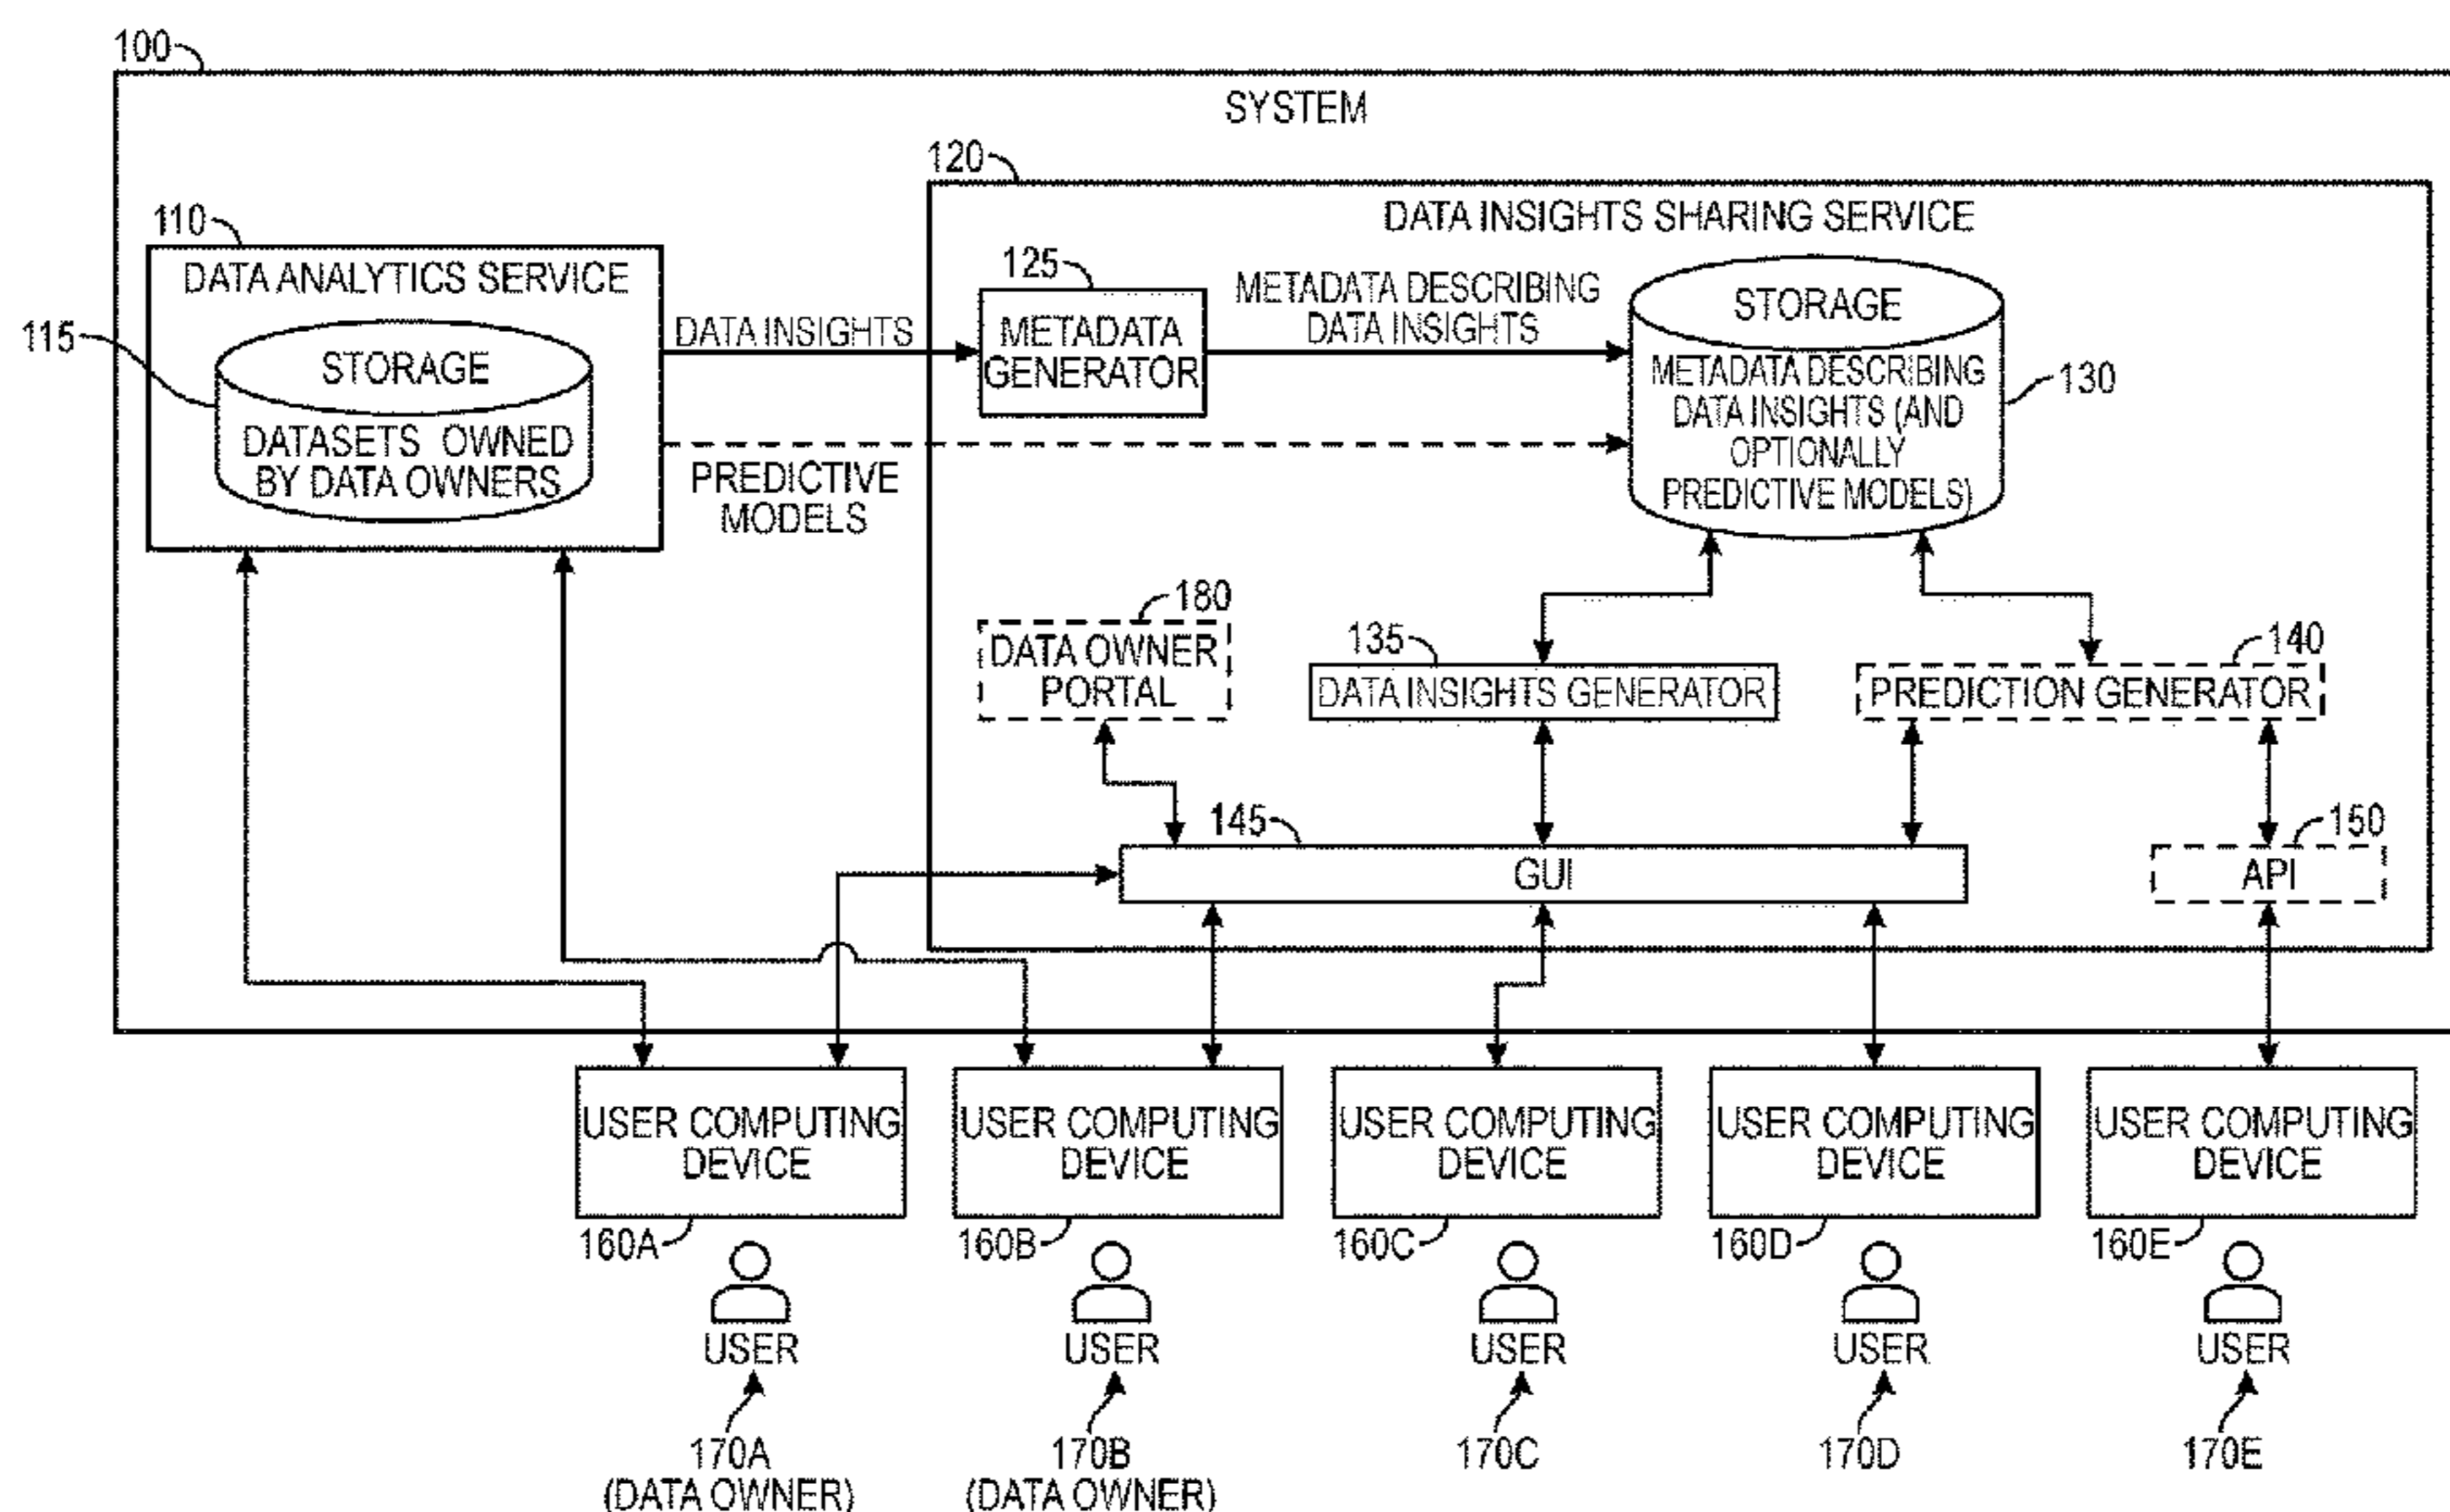 100
SYSTEM
120
DATA INSIGHTS SHARING SERVICE
110
DATA ANALYTICS SERVICE
115
STORAGE
DATASETS OWNED
BY DATA OWNERS
DATA INSIGHTS
PREDICTIVE
MODELS
125
METADATA
GENERATOR
METADATA DESCRIBING
DATA INSIGHTS
STORAGE
METADATA DESCRIBING
DATA INSIGHTS (AND
OPTIONALLY
PREDICTIVE MODELS)
130
180
DATA OWNER
PORTAL
135
DATA INSIGHTS GENERATOR
140
PREDICTION GENERATOR
145
GUI
150
API
USER COMPUTING
DEVICE
160A
USER COMPUTING
DEVICE
160B
USER COMPUTING
DEVICE
160C
USER COMPUTING
DEVICE
160D
USER COMPUTING
DEVICE
160E
USER
170A
(DATA OWNER)
USER
170B
(DATA OWNER)
USER
170C
USER
170D
USER
170E